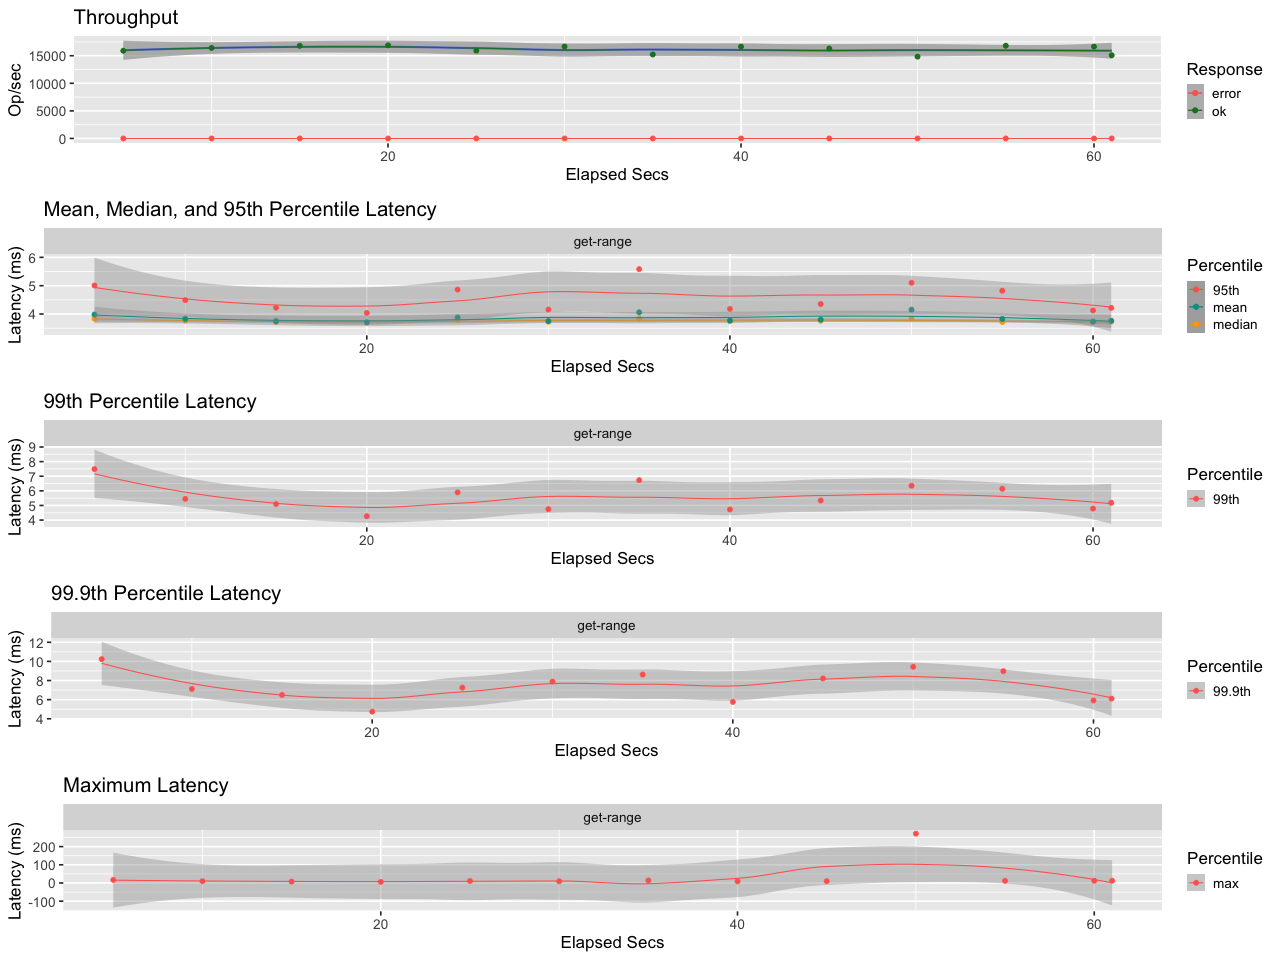 Throughput
15000
10000
5000
0
Op/sec
20
40
60
Elapsed Secs
Response
error
ok
Mean, Median, and 95th Percentile Latency
get-range
6
5
4
Latency (ms)
20
40
60
Elapsed Secs
Percentile
95th
mean
median
99th Percentile Latency
get-range
9
8
7
6
5
4
Latency (ms)
20
40
60
Elapsed Secs
Percentile
99th
99.9th Percentile Latency
get-range
12
10
8
6
4
Latency (ms)
20
40
60
Elapsed Secs
Percentile
99.9th
Maximum Latency
get-range
200
100
0
-100
Latency (ms)
20
40
60
Elapsed Secs
Percentile
max